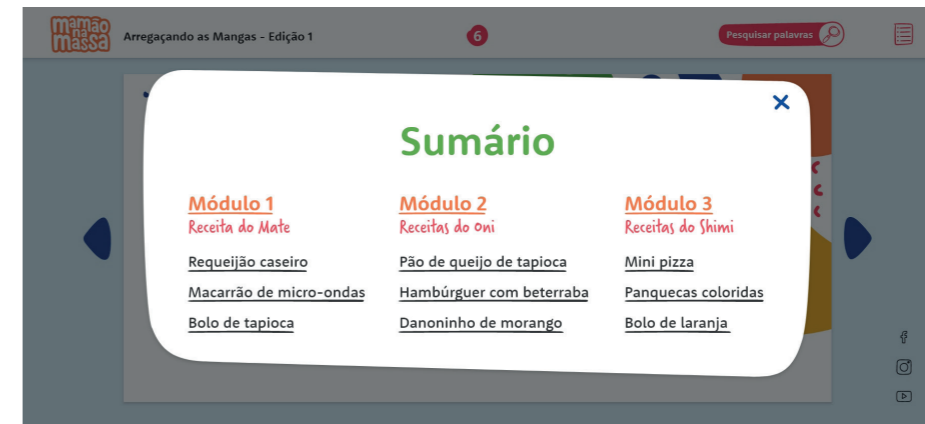 mamão
na
massa
Arregaçando as Mangas - Edição 1
6
Pesquisar palavras
Sumário
Módulo 1
Receita do Mate
Requeijão caseiro
Macarrão de micro-ondas
Bolo de tapioca
Módulo 2
Receitas do Oni
Pão de queijo de tapioca
Hambúrguer com beterraba
Danoninho de morango
Módulo 3
Receitas do Shimi
Mini pizza
Panquecas coloridas
Bolo de laranja